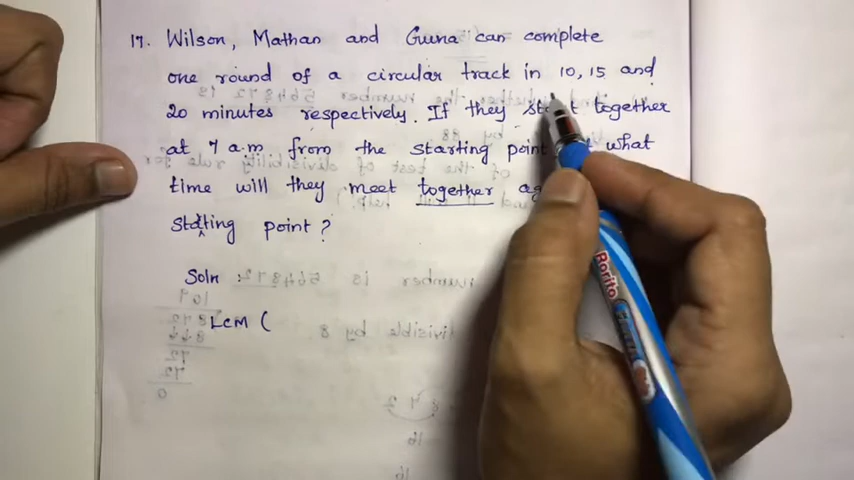 17. Wilson, Mathan and Guna can complete
one round of a circular track in 10, 15 and
20 minutes respectively. If they start together
at 7 a.m from the starting point, what
time will they meet together
starting point?
Soln :
LCM (
Rorito